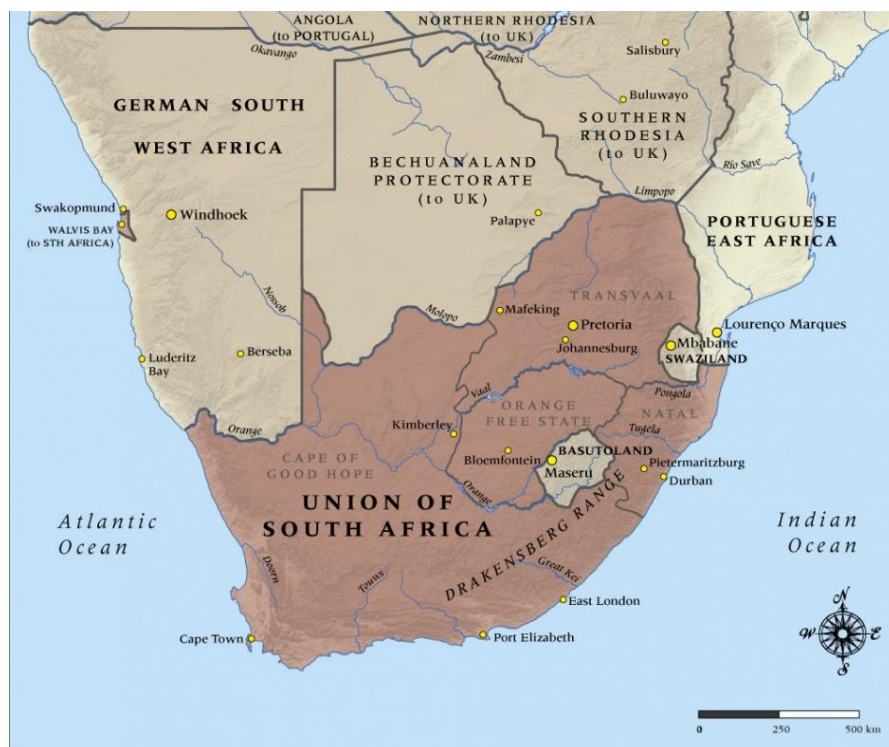 ANGOLA
(to PORTUGAL)
NORTHERN RHODESIA
(to UK)
Okavango
Zambesi
Salisbury
Buluwayo
GERMAN SOUTH
WEST AFRICA
SOUTHERN
RHODESIA
(to UK)
BECHUANALAND
PROTECTORATE
(to UK)
Río Save
Limpopo
Swakopmund
WALVIS BAY
(to STH AFRICA)
Windhoek
Palapye
PORTUGUESE
EAST AFRICA
Nossob
Molopo
Mafeking
TRANSVAAL
Pretoria
Johannesburg
Lourenço Marques
Mbabane
SWAZILAND
Luderitz
Bay
Berseba
Vaal
Pongola
Orange
Kimberley
ORANGE
FREE STATE
NATAL
Tugela
CAPE OF
GOOD HOPE
Bloemfontein
BASUTOLAND
Maseru
Pietermaritzburg
Durban
Orange
UNION OF
SOUTH AFRICA
DRAKENSBERG RANGE
Atlantic
Ocean
Indian
Ocean
Doorn
Touws
Great Kei
East London
Cape Town
Port Elizabeth
N
W
E
S
0
250
500 km